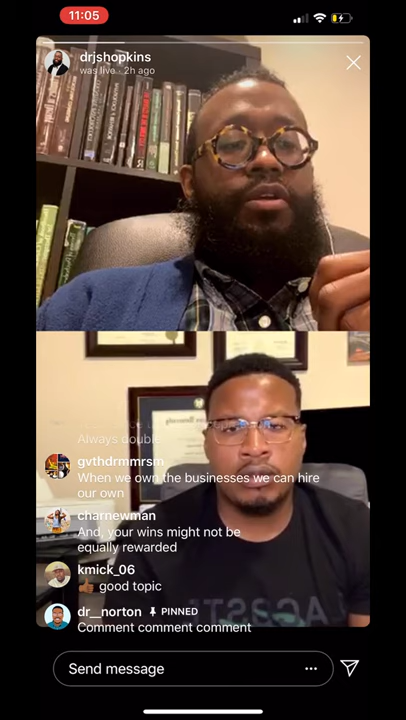 11:05
drjshopkins
was live · 2h ago
Always double
gvthdrmmrsm
When we own the businesses we can hire
our own
charnewman
And, your wins might not be
equally rewarded
kmick_06
👍🏾 good topic
dr__norton PINNED
Comment comment comment
Send message